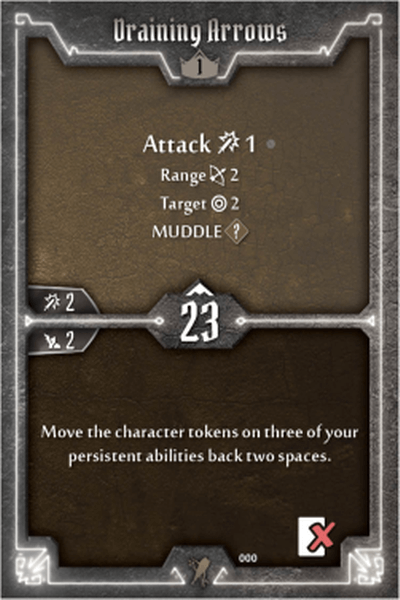 Draining Arrows
1
Attack 1
Range 2
Target 2
MUDDLE ?
2
23
2
Move the character tokens on three of your
persistent abilities back two spaces.
000